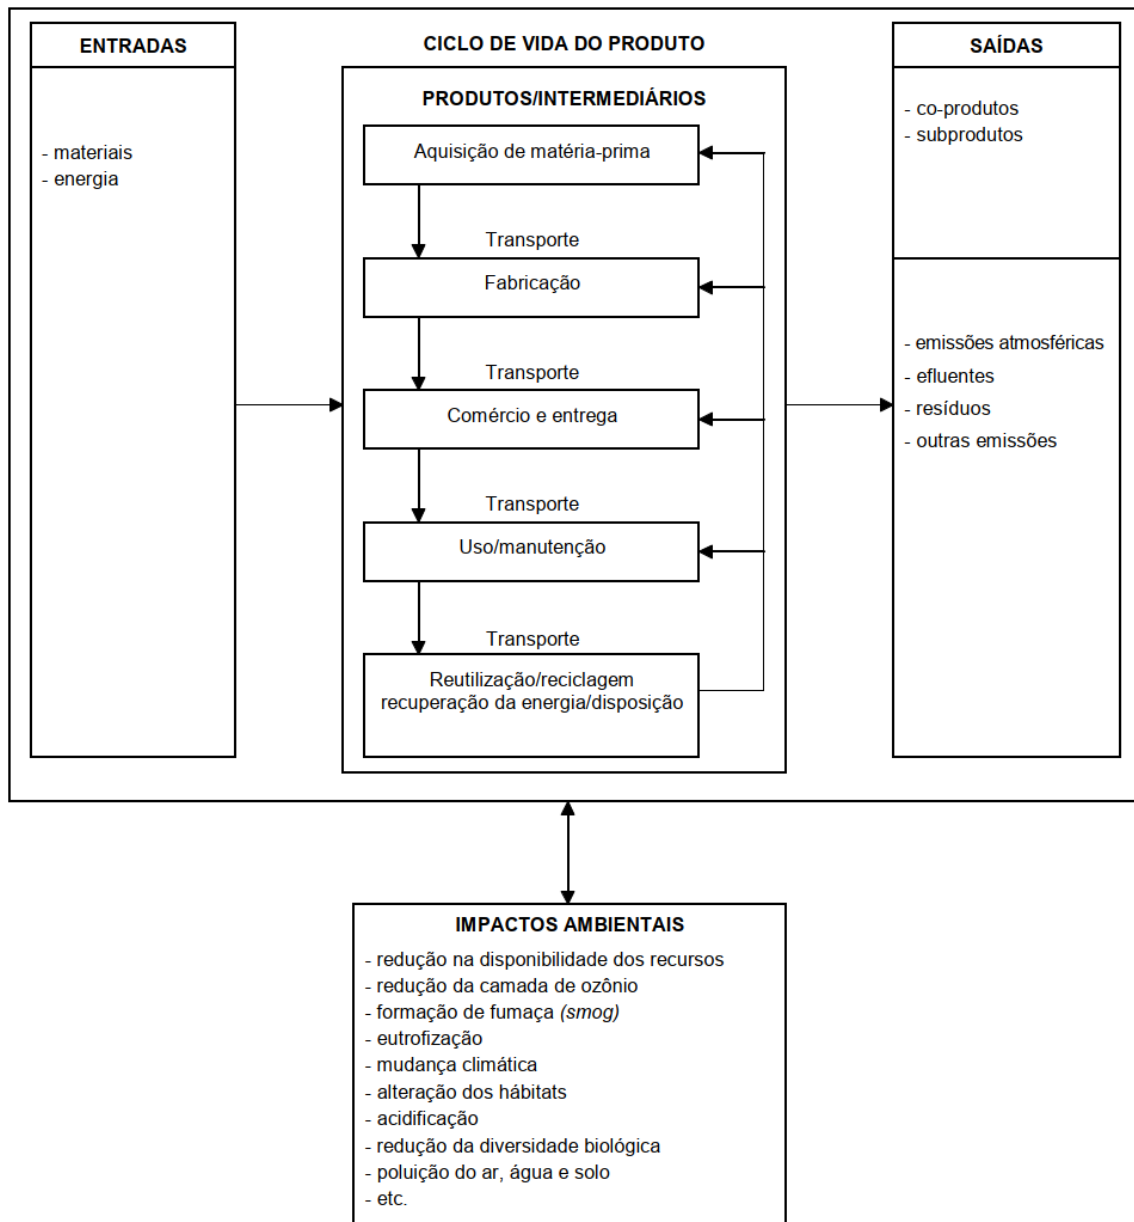 ENTRADAS
- materiais
- energia
CICLO DE VIDA DO PRODUTO
PRODUTOS/INTERMEDIÁRIOS
Aquisição de matéria-prima
Transporte
Fabricação
Transporte
Comércio e entrega
Transporte
Uso/manutenção
Transporte
Reutilização/reciclagem
recuperação da energia/disposição
SAÍDAS
- co-produtos
- subprodutos
- emissões atmosféricas
- efluentes
- resíduos
- outras emissões
IMPACTOS AMBIENTAIS
- redução na disponibilidade dos recursos
- redução da camada de ozônio
- formação de fumaça (smog)
- eutrofização
- mudança climática
- alteração dos hábitats
- acidificação
- redução da diversidade biológica
- poluição do ar, água e solo
- etc.